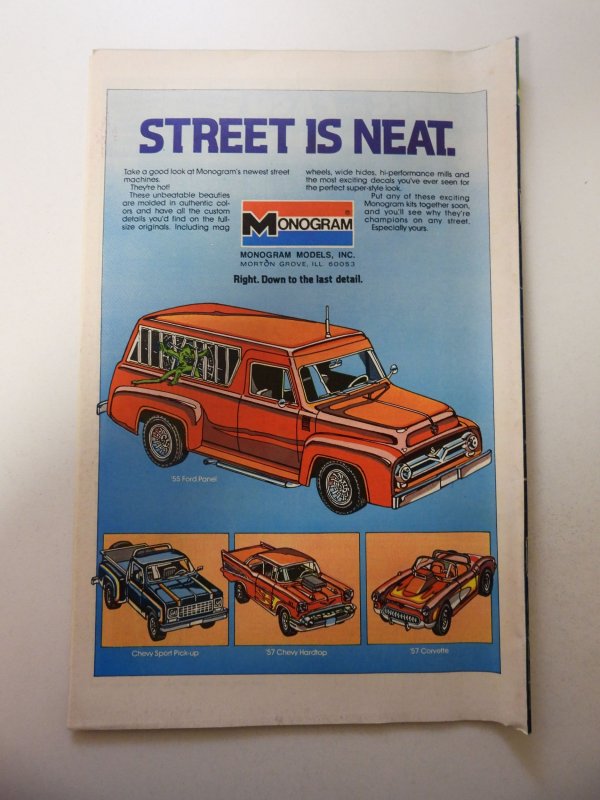 STREET IS NEAT.
Take a good look at Monogram's newest street
machines.
They're hot!
These unbeatable beauties
are molded in authentic col-
ors and have all the custom
details you'd find on the full-
size originals. Including mag
wheels, wide hides, hi-performance mills and
the most exciting decals you've ever seen for
the perfect super-style look.
Put any of these exciting
Monogram kits together soon,
and you'll see why they're
champions on any street.
Especially yours.
MONOGRAM®
MONOGRAM MODELS, INC.
MORTON GROVE, ILL. 60053
Right. Down to the last detail.
'55 Ford Panel
Chevy Sport Pick-up
'57 Chevy Hardtop
'57 Corvette